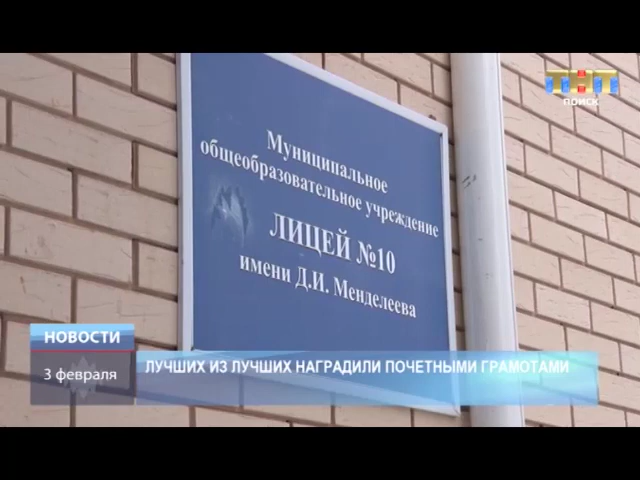 ТНТ
ПОИСК
Муниципальное
общеобразовательное учреждение
ЛИЦЕЙ №10
имени Д.И. Менделеева
НОВОСТИ
ЛУЧШИХ ИЗ ЛУЧШИХ НАГРАДИЛИ ПОЧЕТНЫМИ ГРАМОТАМИ
3 февраля